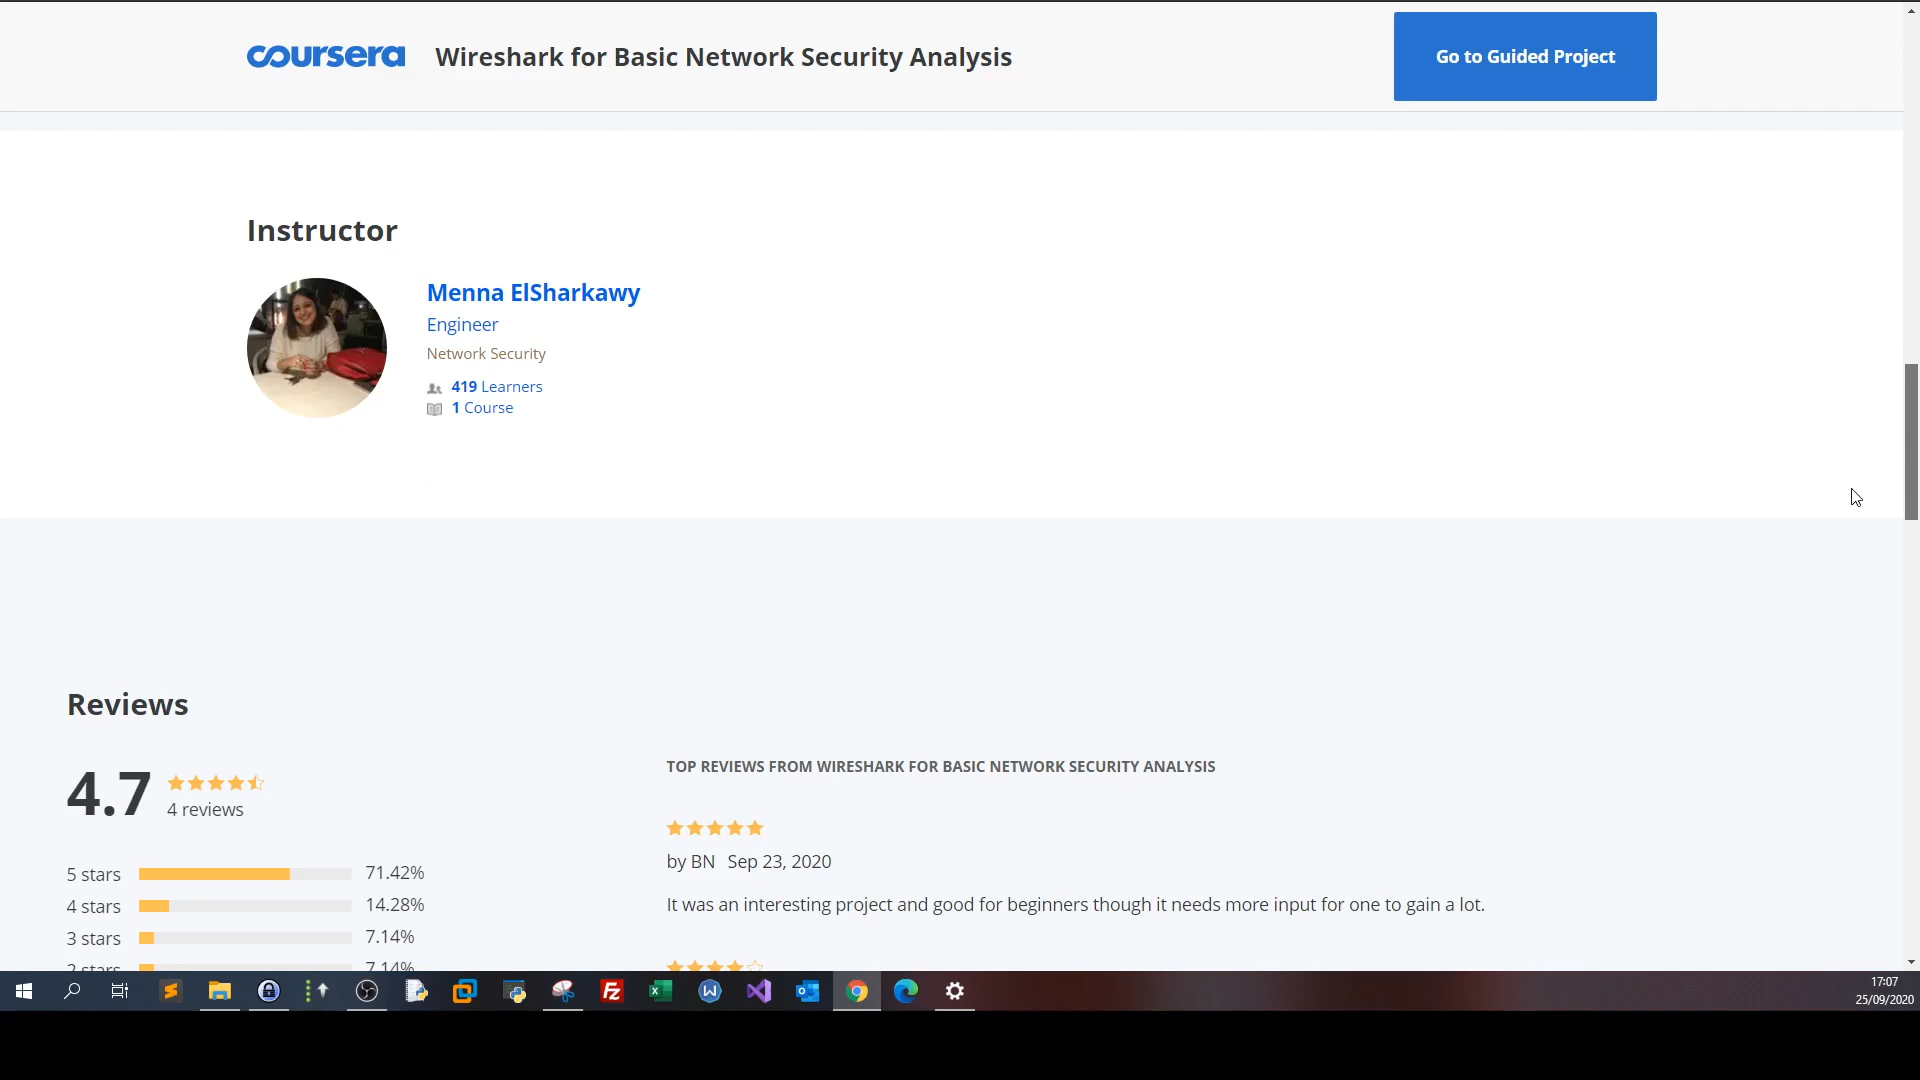 coursera
Wireshark for Basic Network Security Analysis
Go to Guided Project
Instructor
Menna ElSharkawy
Engineer
Network Security
419 Learners
1 Course
Reviews
4.7
4 reviews
5 stars 71.42%
4 stars 14.28%
3 stars 7.14%
2 stars 7.14%
TOP REVIEWS FROM WIRESHARK FOR BASIC NETWORK SECURITY ANALYSIS
by BN Sep 23, 2020
It was an interesting project and good for beginners though it needs more input for one to gain a lot.
17:07
25/09/2020